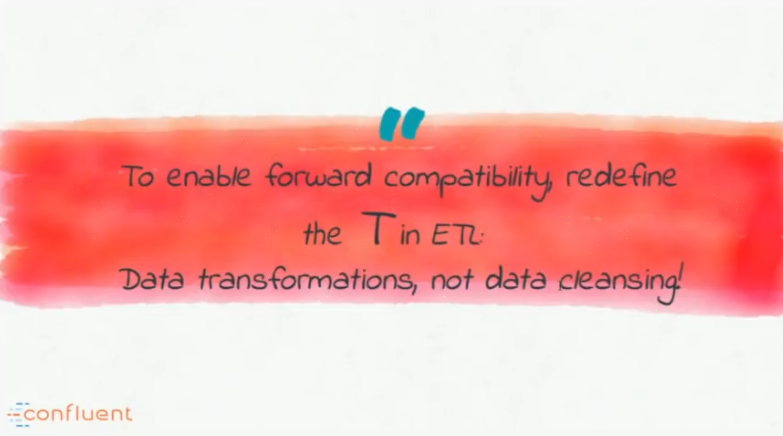 "
To enable forward compatibility, redefine
the T in ETL:
Data transformations, not data cleansing!
confluent